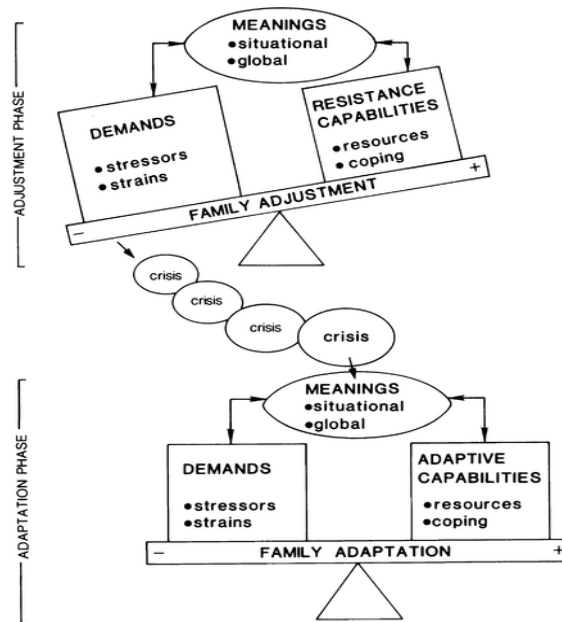 ADJUSTMENT PHASE
MEANINGS
●situational
●global
DEMANDS
●stressors
●strains
RESISTANCE
CAPABILITIES
●resources
●coping
−
FAMILY ADJUSTMENT
+
crisis
crisis
crisis
crisis
ADAPTATION PHASE
MEANINGS
●situational
●global
DEMANDS
●stressors
●strains
ADAPTIVE
CAPABILITIES
●resources
●coping
−
FAMILY ADAPTATION
+